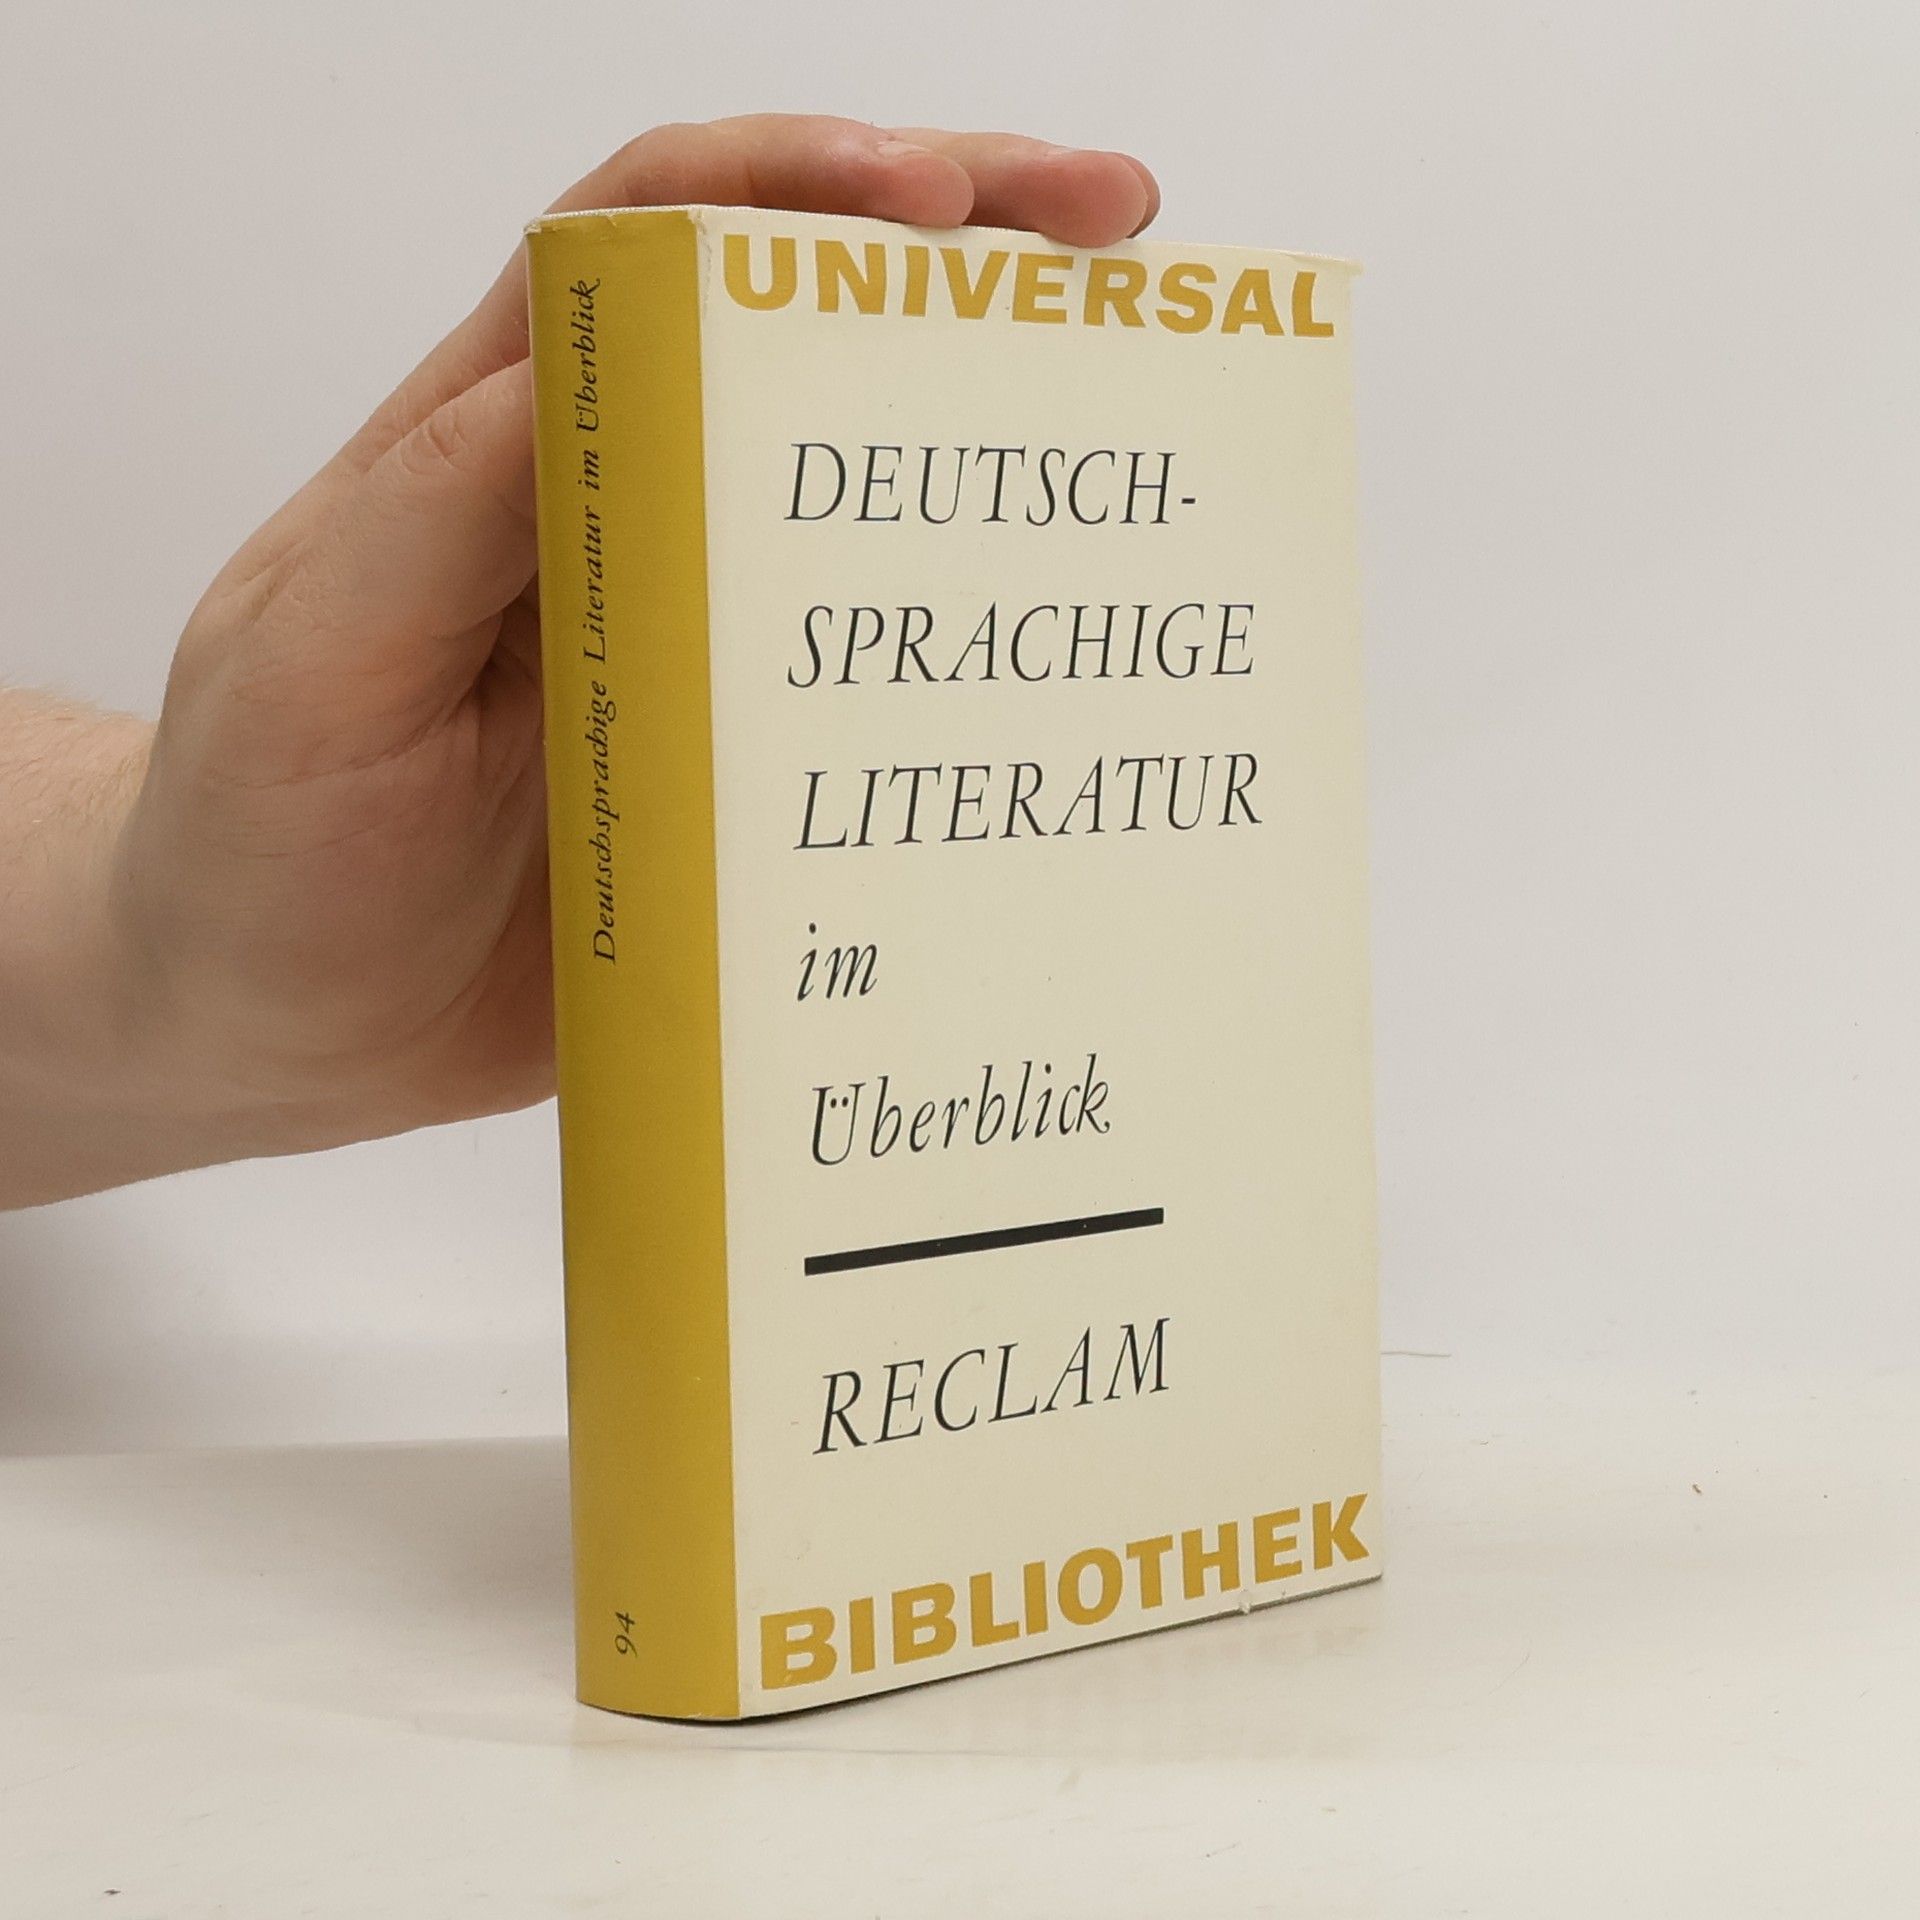 Deutschsprachige Literatur im Überblick
94
UNIVERSAL
DEUTSCH-
SPRACHIGE
LITERATUR
im
Überblick
RECLAM
BIBLIOTHEK